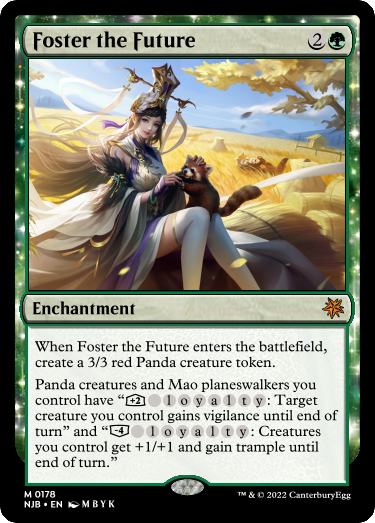 Foster the Future 2
Enchantment
When Foster the Future enters the battlefield,
create a 3/3 red Panda creature token.
Panda creatures and Mao planeswalkers you
control have “+2 l o y a l t y: Target
creature you control gains vigilance until end
of turn” and “-4 l o y a l t y: Creatures
you control get +1/+1 and gain trample until
end of turn.”
M 0178
NJB • EN M B Y K
™ & © 2022 CanterburyEgg